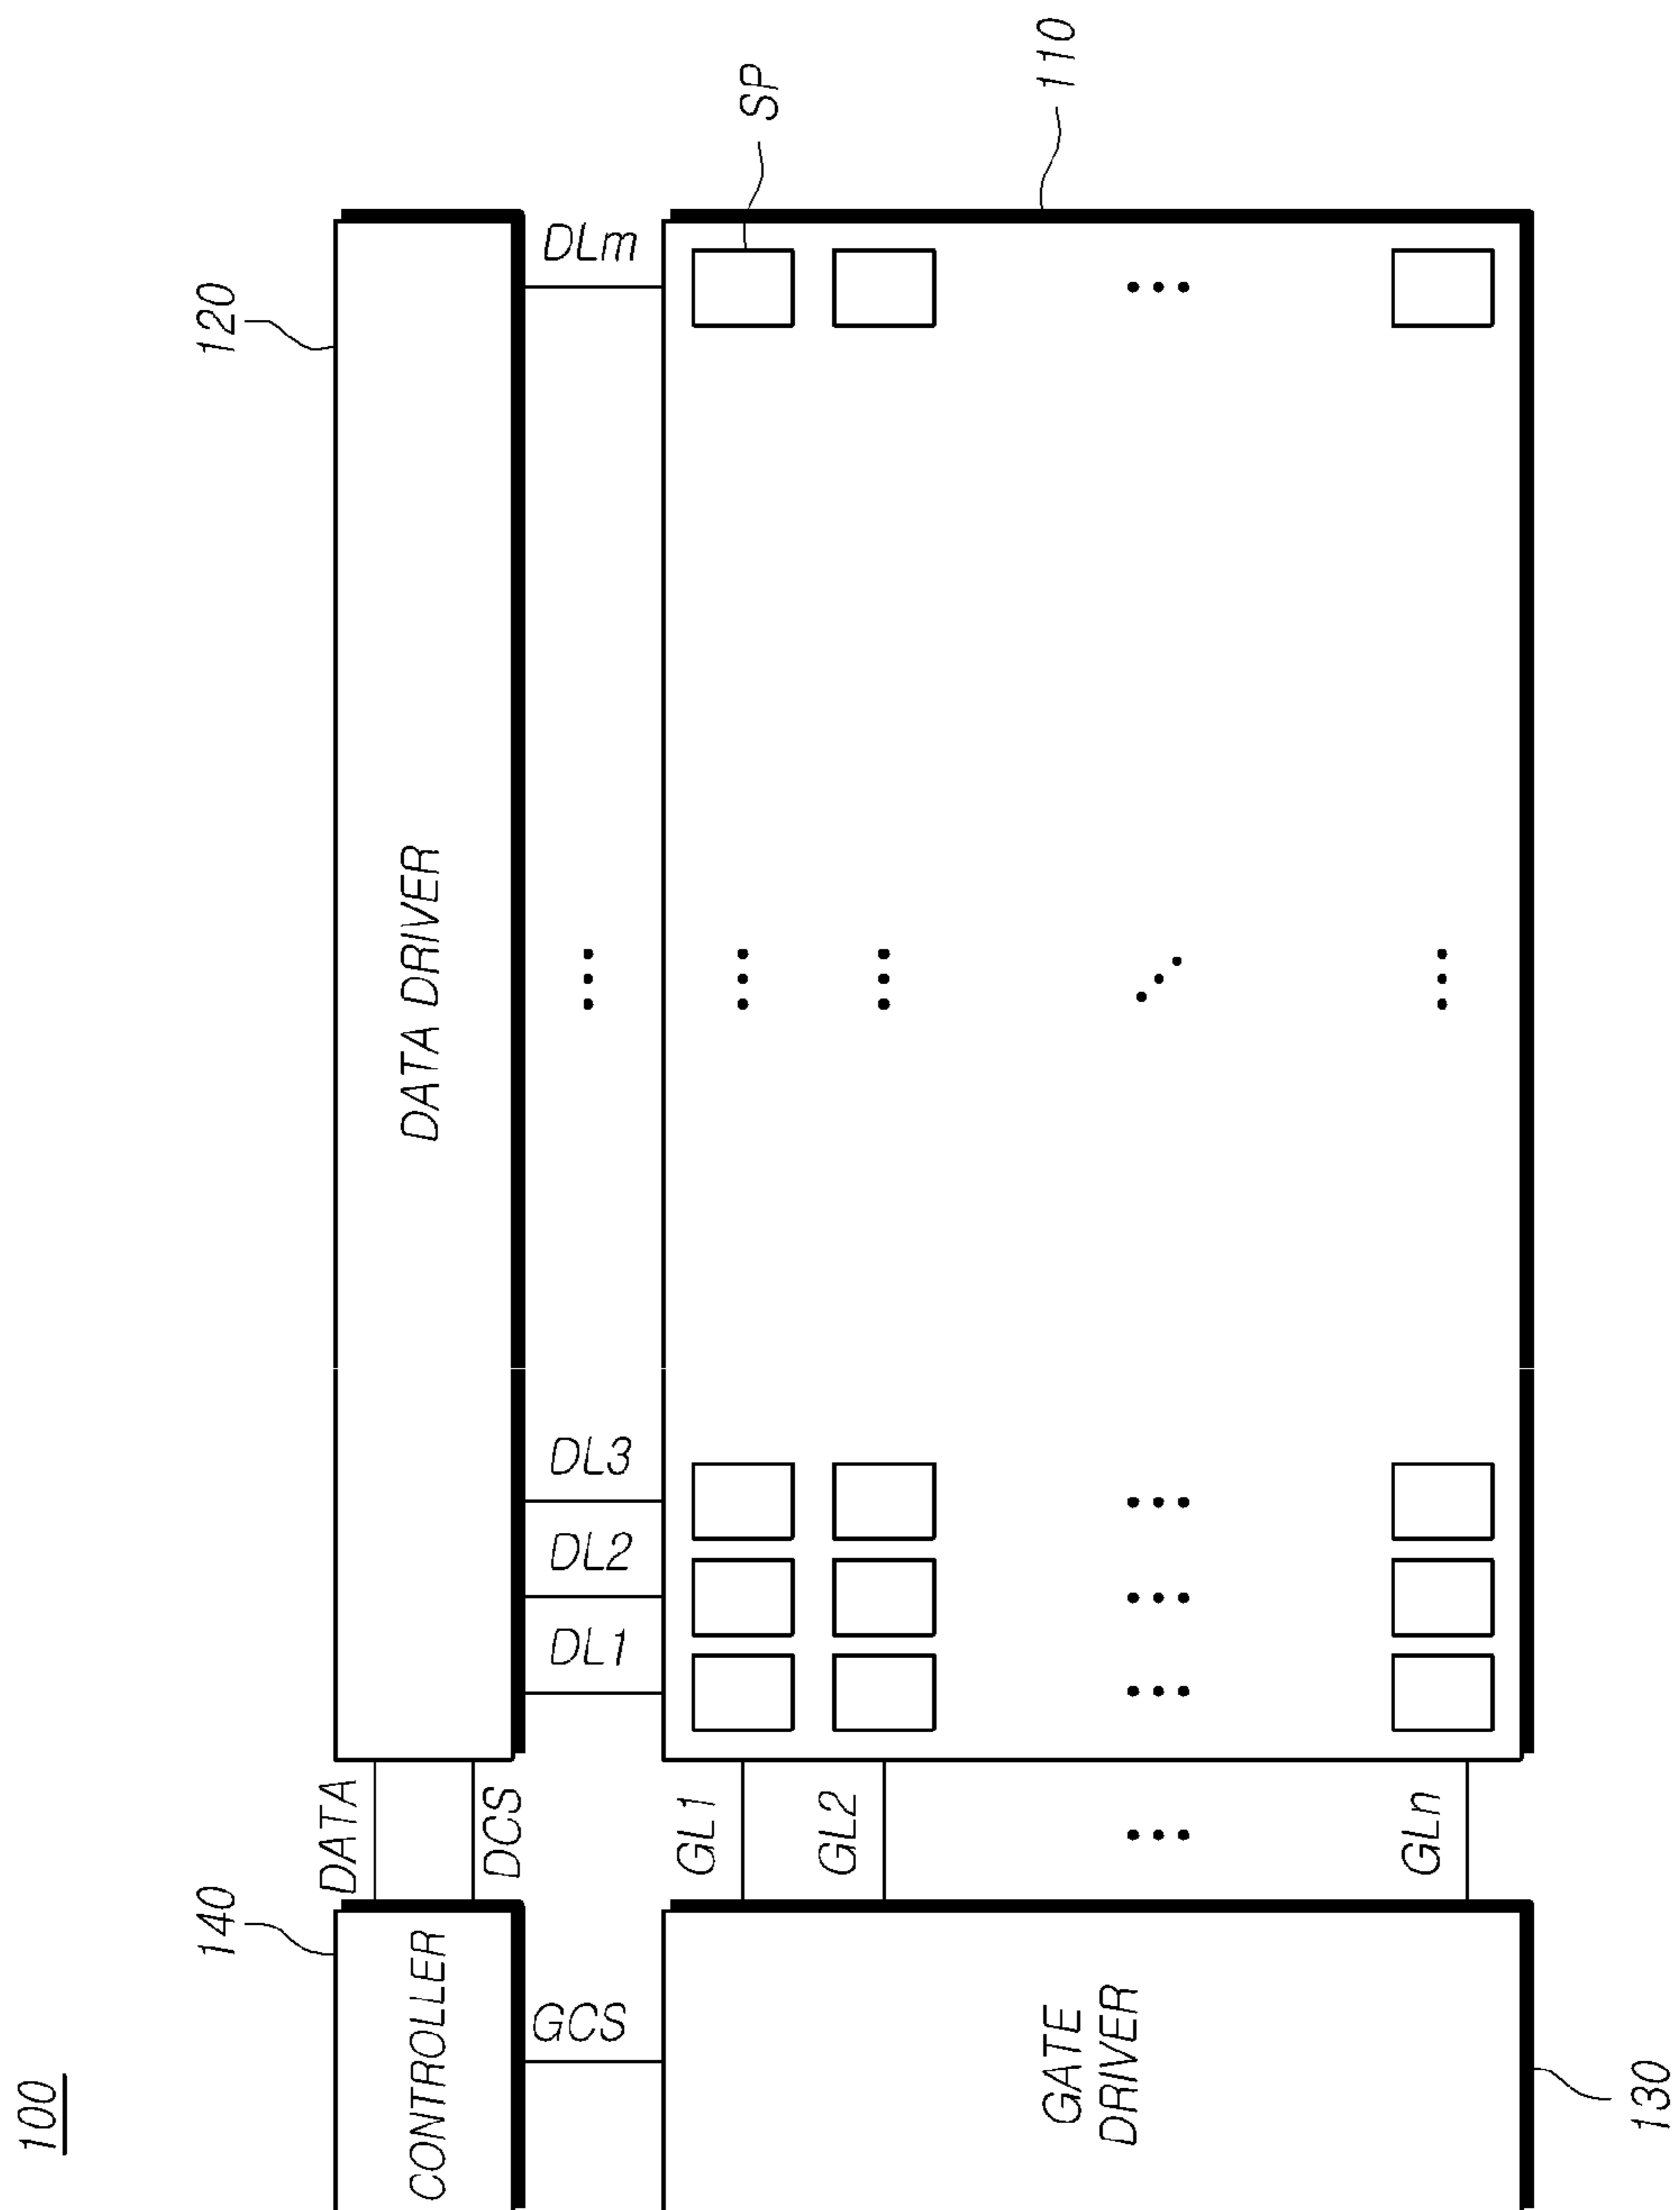 100
140
120
DATA
CONTROLLER
DATA DRIVER
DCS
GCS
DL1
DL2
DL3
DLm
SP
GL1
GL2
GATE
DRIVER
GLn
110
130